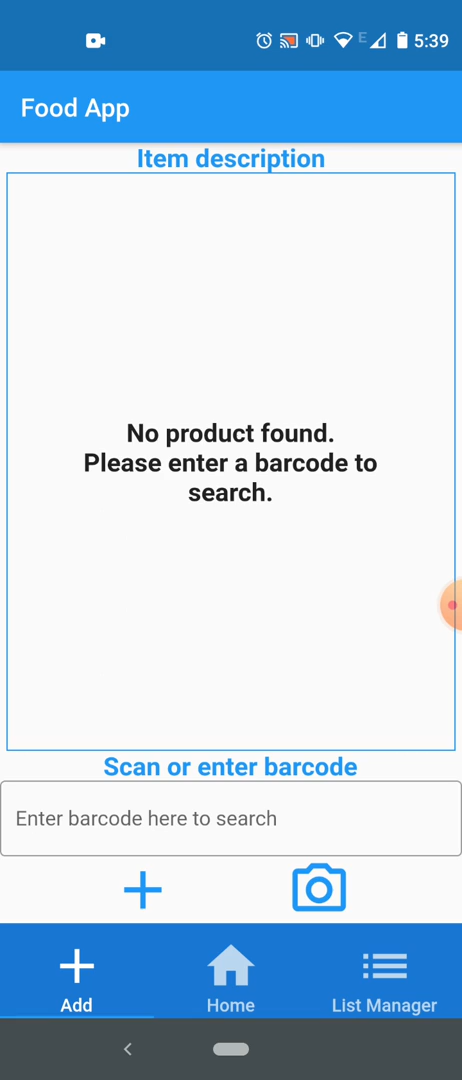 E 5:39
Food App
Item description
No product found.
Please enter a barcode to
search.
Scan or enter barcode
Enter barcode here to search
Add Home List Manager